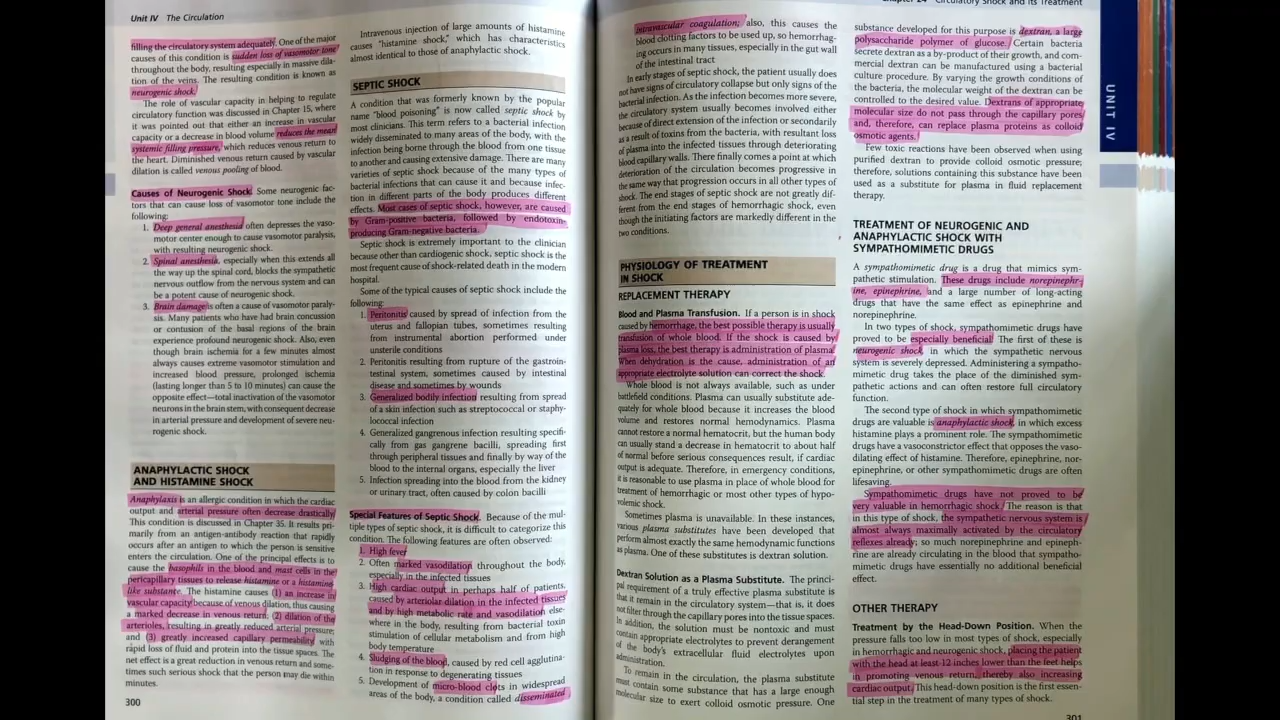 Unit IV The Circulation
filling the circulatory system adequately. One of the major
causes of this condition is sudden loss of vasomotor tone
throughout the body, resulting especially in massive dila-
tion of the veins. The resulting condition is known as
neurogenic shock.
The role of vascular capacity in helping to regulate
circulatory function was discussed in Chapter 15, where
it was pointed out that either an increase in vascular
capacity or a decrease in blood volume reduces the mean
systemic filling pressure, which reduces venous return to
the heart. Diminished venous return caused by vascular
dilation is called venous pooling of blood.
Causes of Neurogenic Shock. Some neurogenic fac-
tors that can cause loss of vasomotor tone include the
following:
1. Deep general anesthesia often depresses the vaso-
motor center enough to cause vasomotor paralysis,
with resulting neurogenic shock.
2. Spinal anesthesia, especially when this extends all
the way up the spinal cord, blocks the sympathetic
nervous outflow from the nervous system and can
be a potent cause of neurogenic shock.
3. Brain damage is often a cause of vasomotor paraly-
sis. Many patients who have had brain concussion
or contusion of the basal regions of the brain
experience profound neurogenic shock. Also, even
though brain ischemia for a few minutes almost
always causes extreme vasomotor stimulation and
increased blood pressure, prolonged ischemia
(lasting longer than 5 to 10 minutes) can cause the
opposite effect—total inactivation of the vasomotor
neurons in the brain stem, with consequent decrease
in arterial pressure and development of severe neu-
rogenic shock.
ANAPHYLACTIC SHOCK
AND HISTAMINE SHOCK
Anaphylaxis is an allergic condition in which the cardiac
output and arterial pressure often decrease drastically.
This condition is discussed in Chapter 35. It results pri-
marily from an antigen-antibody reaction that rapidly
occurs after an antigen to which the person is sensitive
enters the circulation. One of the principal effects is to
cause the basophils in the blood and mast cells in the
pericapillary tissues to release histamine or a histamine-
like substance. The histamine causes (1) an increase in
vascular capacity because of venous dilation, thus causing
a marked decrease in venous return; (2) dilation of the
arterioles, resulting in greatly reduced arterial pressure;
and (3) greatly increased capillary permeability, with
rapid loss of fluid and protein into the tissue spaces. The
net effect is a great reduction in venous return and some-
times such serious shock that the person may die within
minutes.
300
Intravenous injection of large amounts of histamine
causes "histamine shock," which has characteristics
almost identical to those of anaphylactic shock.
SEPTIC SHOCK
A condition that was formerly known by the popular
name "blood poisoning" is now called septic shock by
most clinicians. This term refers to a bacterial infection
widely disseminated to many areas of the body, with the
infection being borne through the blood from one tissue
to another and causing extensive damage. There are many
varieties of septic shock because of the many types of
bacterial infections that can cause it and because infec-
tion in different parts of the body produces different
effects. Most cases of septic shock, however, are caused
by Gram-positive bacteria, followed by endotoxin-
producing Gram-negative bacteria.
Septic shock is extremely important to the clinician
because other than cardiogenic shock, septic shock is the
most frequent cause of shock-related death in the modern
hospital.
Some of the typical causes of septic shock include the
following:
1. Peritonitis caused by spread of infection from the
uterus and fallopian tubes, sometimes resulting
from instrumental abortion performed under
unsterile conditions
2. Peritonitis resulting from rupture of the gastroin-
testinal system, sometimes caused by intestinal
disease and sometimes by wounds
3. Generalized bodily infection resulting from spread
of a skin infection such as streptococcal or staphy-
lococcal infection
4. Generalized gangrenous infection resulting specifi-
cally from gas gangrene bacilli, spreading first
through peripheral tissues and finally by way of the
blood to the internal organs, especially the liver
5. Infection spreading into the blood from the kidney
or urinary tract, often caused by colon bacilli
Special Features of Septic Shock. Because of the mul-
tiple types of septic shock, it is difficult to categorize this
condition. The following features are often observed:
1. High fever
2. Often marked vasodilation throughout the body,
especially in the infected tissues
3. High cardiac output in perhaps half of patients,
caused by arteriolar dilation in the infected tissues
and by high metabolic rate and vasodilation else-
where in the body, resulting from bacterial toxin
stimulation of cellular metabolism and from high
body temperature
4. Sludging of the blood, caused by red cell agglutina-
tion in response to degenerating tissues
5. Development of micro-blood clots in widespread
areas of the body, a condition called disseminated
Chapter 24 Circulatory Shock and Its Treatment
intravascular coagulation; also, this causes the
blood clotting factors to be used up, so hemorrhag-
ing occurs in many tissues, especially in the gut wall
of the intestinal tract
In early stages of septic shock, the patient usually does
not have signs of circulatory collapse but only signs of the
bacterial infection. As the infection becomes more severe,
the circulatory system usually becomes involved either
because of direct extension of the infection or secondarily
as a result of toxins from the bacteria, with resultant loss
of plasma into the infected tissues through deteriorating
blood capillary walls. There finally comes a point at which
deterioration of the circulation becomes progressive in
the same way that progression occurs in all other types of
shock. The end stages of septic shock are not greatly dif-
ferent from the end stages of hemorrhagic shock, even
though the initiating factors are markedly different in the
two conditions.
PHYSIOLOGY OF TREATMENT
IN SHOCK
REPLACEMENT THERAPY
Blood and Plasma Transfusion. If a person is in shock
caused by hemorrhage, the best possible therapy is usually
transfusion of whole blood. If the shock is caused by
plasma loss, the best therapy is administration of plasma.
When dehydration is the cause, administration of an
appropriate electrolyte solution can correct the shock.
Whole blood is not always available, such as under
battlefield conditions. Plasma can usually substitute ade-
quately for whole blood because it increases the blood
volume and restores normal hemodynamics. Plasma
cannot restore a normal hematocrit, but the human body
can usually stand a decrease in hematocrit to about half
of normal before serious consequences result, if cardiac
output is adequate. Therefore, in emergency conditions,
it is reasonable to use plasma in place of whole blood for
treatment of hemorrhagic or most other types of hypo-
volemic shock.
Sometimes plasma is unavailable. In these instances,
various plasma substitutes have been developed that
perform almost exactly the same hemodynamic functions
as plasma. One of these substitutes is dextran solution.
Dextran Solution as a Plasma Substitute. The princi-
pal requirement of a truly effective plasma substitute is
that it remain in the circulatory system—that is, it does
not filter through the capillary pores into the tissue spaces.
In addition, the solution must be nontoxic and must
contain appropriate electrolytes to prevent derangement
of the body's extracellular fluid electrolytes upon
administration.
To remain in the circulation, the plasma substitute
must contain some substance that has a large enough
molecular size to exert colloid osmotic pressure. One
substance developed for this purpose is dextran, a large
polysaccharide polymer of glucose. Certain bacteria
secrete dextran as a by-product of their growth, and com-
mercial dextran can be manufactured using a bacterial
culture procedure. By varying the growth conditions of
the bacteria, the molecular weight of the dextran can be
controlled to the desired value. Dextrans of appropriate
molecular size do not pass through the capillary pores
and, therefore, can replace plasma proteins as colloid
osmotic agents.
Few toxic reactions have been observed when using
purified dextran to provide colloid osmotic pressure;
therefore, solutions containing this substance have been
used as a substitute for plasma in fluid replacement
therapy.
TREATMENT OF NEUROGENIC AND
ANAPHYLACTIC SHOCK WITH
SYMPATHOMIMETIC DRUGS
A sympathomimetic drug is a drug that mimics sym-
pathetic stimulation. These drugs include norepineph-
rine, epinephrine, and a large number of long-acting
drugs that have the same effect as epinephrine and
norepinephrine.
In two types of shock, sympathomimetic drugs have
proved to be especially beneficial. The first of these is
neurogenic shock, in which the sympathetic nervous
system is severely depressed. Administering a sympatho-
mimetic drug takes the place of the diminished sym-
pathetic actions and can often restore full circulatory
function.
The second type of shock in which sympathomimetic
drugs are valuable is anaphylactic shock, in which excess
histamine plays a prominent role. The sympathomimetic
drugs have a vasoconstrictor effect that opposes the vaso-
dilating effect of histamine. Therefore, epinephrine, nor-
epinephrine, or other sympathomimetic drugs are often
lifesaving.
Sympathomimetic drugs have not proved to be
very valuable in hemorrhagic shock. The reason is that
in this type of shock, the sympathetic nervous system is
almost always maximally activated by the circulatory
reflexes already; so much norepinephrine and epineph-
rine are already circulating in the blood that sympatho-
mimetic drugs have essentially no additional beneficial
effect.
OTHER THERAPY
Treatment by the Head-Down Position. When the
pressure falls too low in most types of shock, especially
in hemorrhagic and neurogenic shock, placing the patient
with the head at least 12 inches lower than the feet helps
in promoting venous return, thereby also increasing
cardiac output. This head-down position is the first essen-
tial step in the treatment of many types of shock.
301
UNIT IV